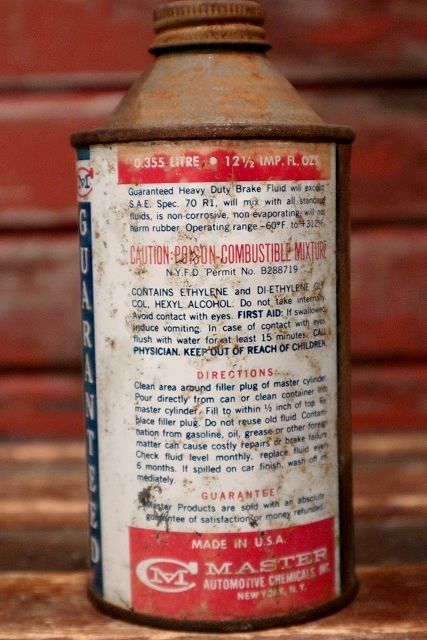 0.355 LITRE • 12½ IMP. FL. OZS
Guaranteed Heavy Duty Brake Fluid will exceed
S.A.E. Spec. 70 R1, will mix with all standard
fluids, is non-corrosive, non-evaporating, will not
harm rubber. Operating range -60°F. to +312°F.
CAUTION: POISON-COMBUSTIBLE MIXTURE
N.Y.F.D. Permit No. B288719
CONTAINS ETHYLENE and DI-ETHYLENE GLY-
COL, HEXYL ALCOHOL. Do not take internally.
Avoid contact with eyes. FIRST AID: If swallowed,
induce vomiting. In case of contact with eyes,
flush with water for at least 15 minutes. CALL
PHYSICIAN. KEEP OUT OF REACH OF CHILDREN.
DIRECTIONS:
Clean area around filler plug of master cylinder.
Pour directly from can or clean container into
master cylinder. Fill to within ½ inch of top. Re-
place filler plug. Do not reuse old fluid. Contami-
nation from gasoline, oil, grease or other foreign
matter can cause costly repairs or brake failure.
Check fluid level monthly, replace fluid every
6 months. If spilled on car finish, wash off im-
mediately.
GUARANTEE
Master Products are sold with an absolute
guarantee of satisfaction or money refunded.
MADE IN U.S.A.
CM MASTER
AUTOMOTIVE CHEMICALS, INC.
NEW YORK, N.Y.
CM
GUARANTEED